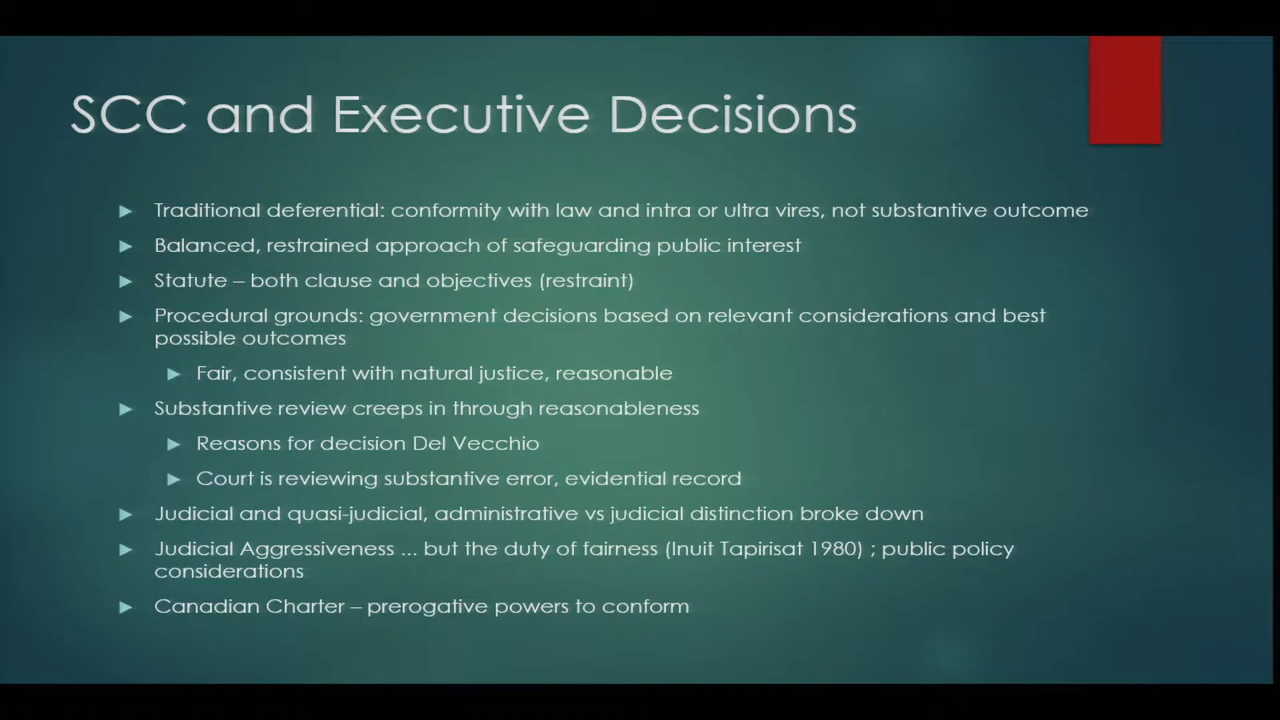 SCC and Executive Decisions
Traditional deferential: conformity with law and intra or ultra vires, not substantive outcome
Balanced, restrained approach of safeguarding public interest
Statute – both clause and objectives (restraint)
Procedural grounds: government decisions based on relevant considerations and best
possible outcomes
Fair, consistent with natural justice, reasonable
Substantive review creeps in through reasonableness
Reasons for decision Del Vecchio
Court is reviewing substantive error, evidential record
Judicial and quasi-judicial, administrative vs judicial distinction broke down
Judicial Aggressiveness ... but the duty of fairness (Inuit Tapirisat 1980) ; public policy
considerations
Canadian Charter – prerogative powers to conform